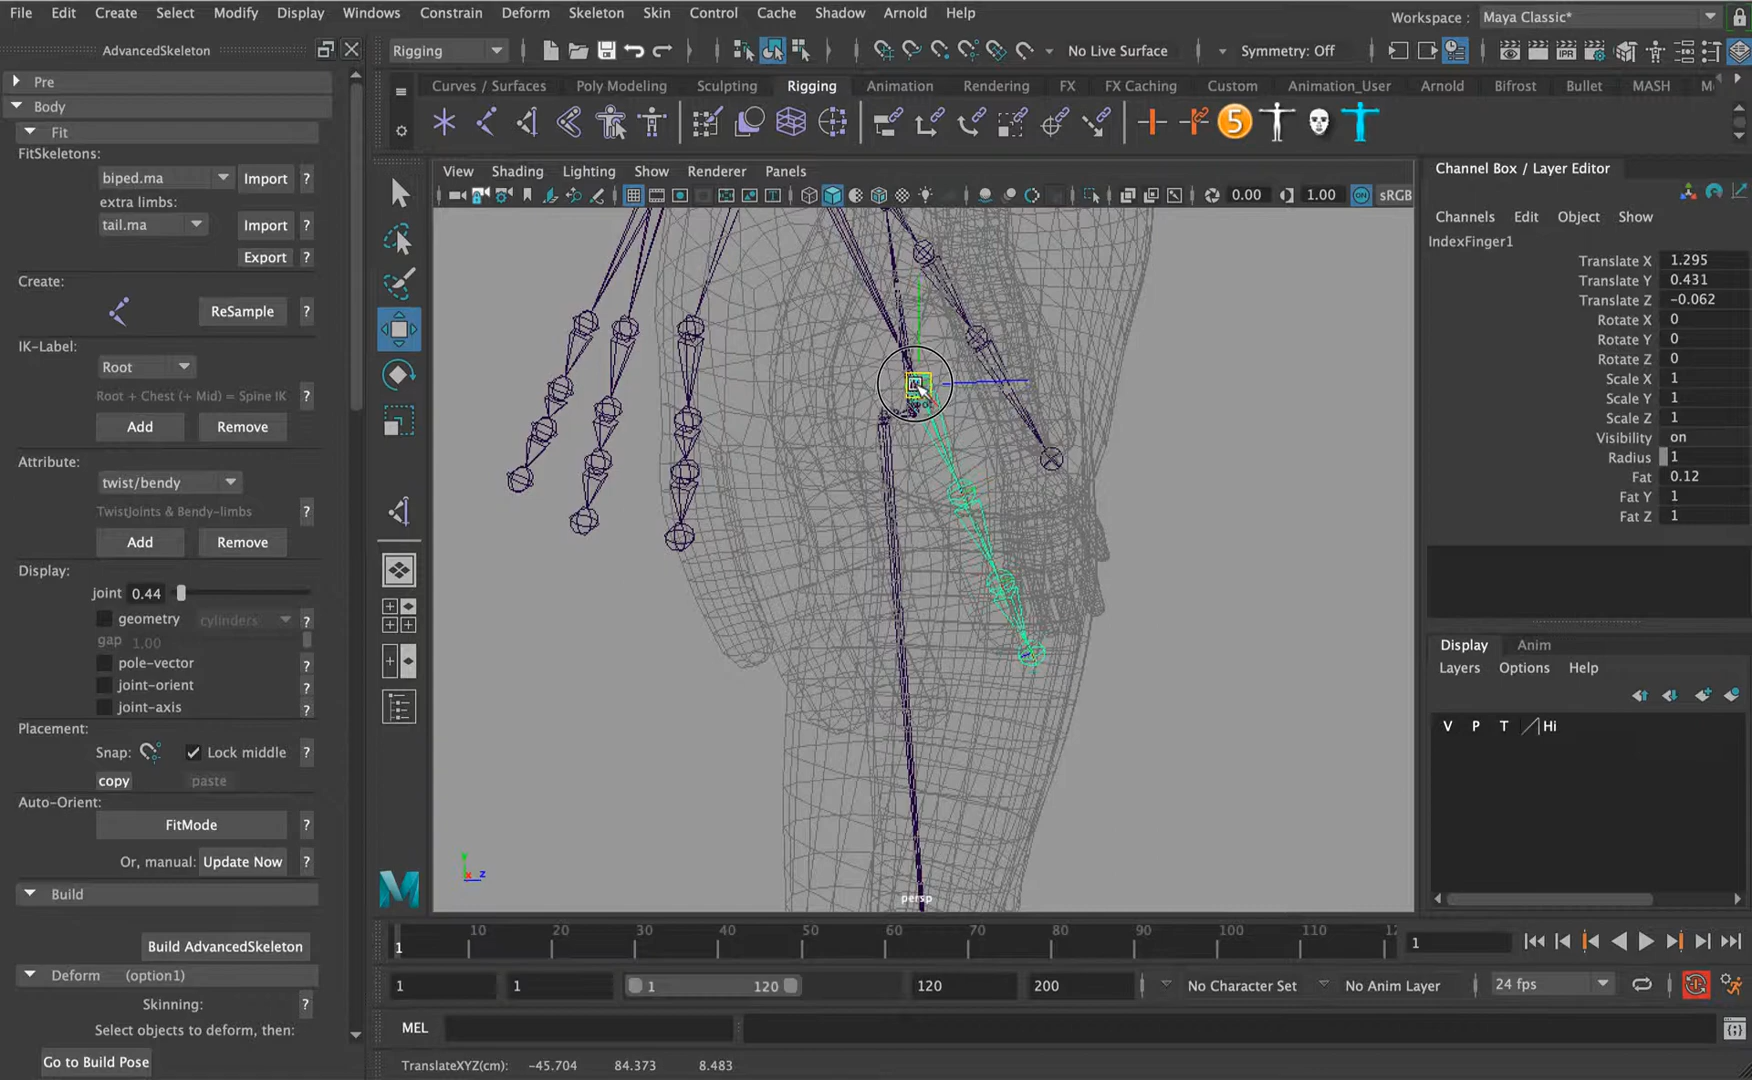 File Edit Create Select Modify Display Windows Constrain Deform Skeleton Skin Control Cache Shadow Arnold Help
Workspace : Maya Classic*
AdvancedSkeleton
Rigging
No Live Surface
Symmetry: Off
Curves / Surfaces Poly Modeling Sculpting Rigging Animation Rendering FX FX Caching Custom Animation_User Arnold Bifrost Bullet MASH
5
Pre
Body
Fit
FitSkeletons:
biped.ma Import ?
extra limbs:
tail.ma Import ?
Export ?
Create:
ReSample ?
IK-Label:
Root
Root + Chest (+ Mid) = Spine IK ?
Add Remove
Attribute:
twist/bendy
TwistJoints & Bendy-limbs ?
Add Remove
Display:
joint 0.44
geometry cylinders ?
gap 1.00
pole-vector ?
joint-orient ?
joint-axis ?
Placement:
Snap: Lock middle ?
copy paste
Auto-Orient:
FitMode ?
Or, manual: Update Now ?
Build
Build AdvancedSkeleton
Deform (option1)
Skinning: ?
Select objects to deform, then:
Go to Build Pose
View Shading Lighting Show Renderer Panels
IPR
0.00 1.00 ON sRGB
y
x z
persp
Channel Box / Layer Editor
Channels Edit Object Show
IndexFinger1
Translate X 1.295
Translate Y 0.431
Translate Z -0.062
Rotate X 0
Rotate Y 0
Rotate Z 0
Scale X 1
Scale Y 1
Scale Z 1
Visibility on
Radius 1
Fat 0.12
Fat Y 1
Fat Z 1
Display Anim
Layers Options Help
V P T Hi
1 10 20 30 40 50 60 70 80 90 100 110 12
1
1 1 1 120 120 200
No Character Set
No Anim Layer
24 fps
MEL
TranslateXYZ(cm) -45.704 84.373 8.483